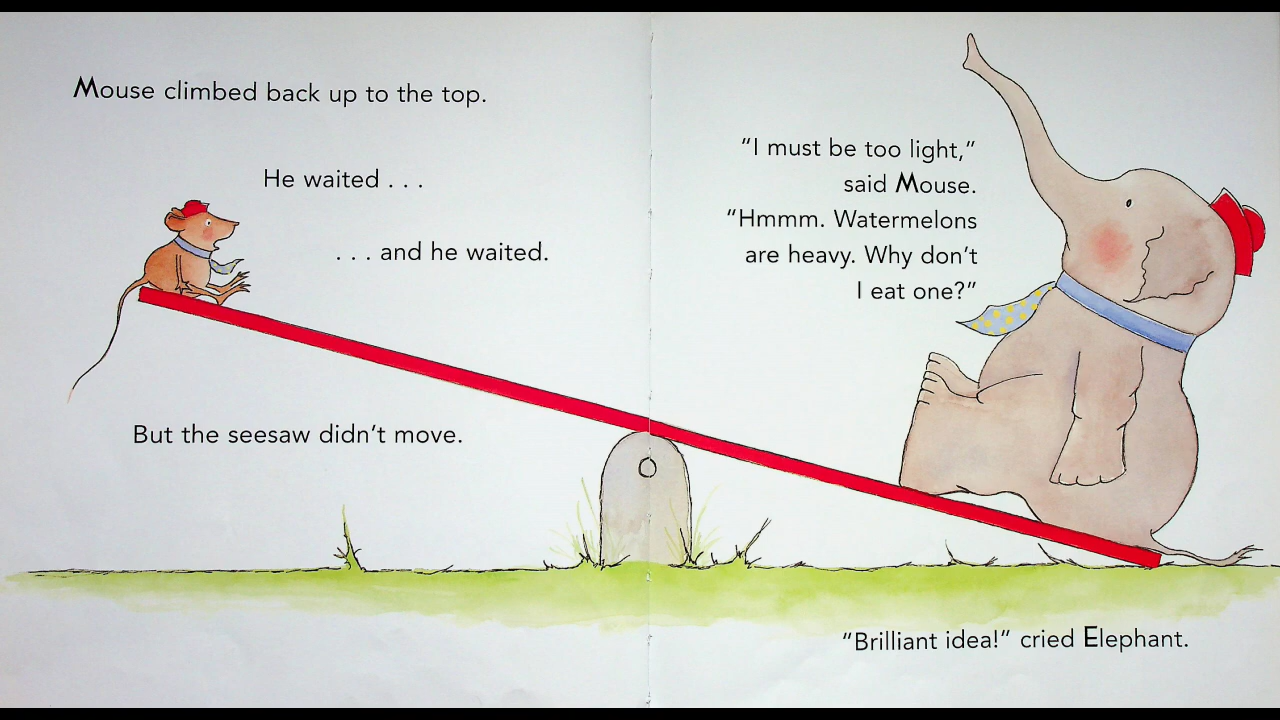 Mouse climbed back up to the top.
He waited . . .
. . . and he waited.
But the seesaw didn’t move.
“I must be too light,”
said Mouse.
“Hmmm. Watermelons
are heavy. Why don’t
I eat one?”
“Brilliant idea!” cried Elephant.